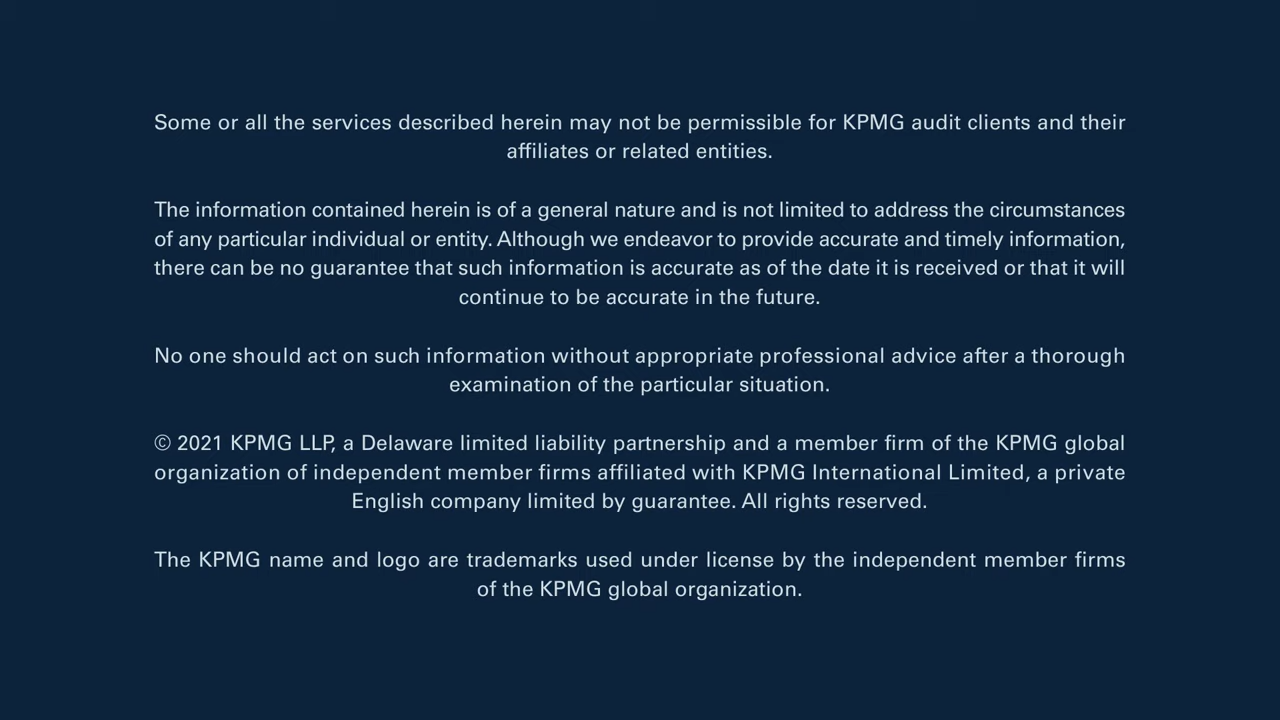 Some or all the services described herein may not be permissible for KPMG audit clients and their
affiliates or related entities.
The information contained herein is of a general nature and is not limited to address the circumstances
of any particular individual or entity. Although we endeavor to provide accurate and timely information,
there can be no guarantee that such information is accurate as of the date it is received or that it will
continue to be accurate in the future.
No one should act on such information without appropriate professional advice after a thorough
examination of the particular situation.
© 2021 KPMG LLP, a Delaware limited liability partnership and a member firm of the KPMG global
organization of independent member firms affiliated with KPMG International Limited, a private
English company limited by guarantee. All rights reserved.
The KPMG name and logo are trademarks used under license by the independent member firms
of the KPMG global organization.